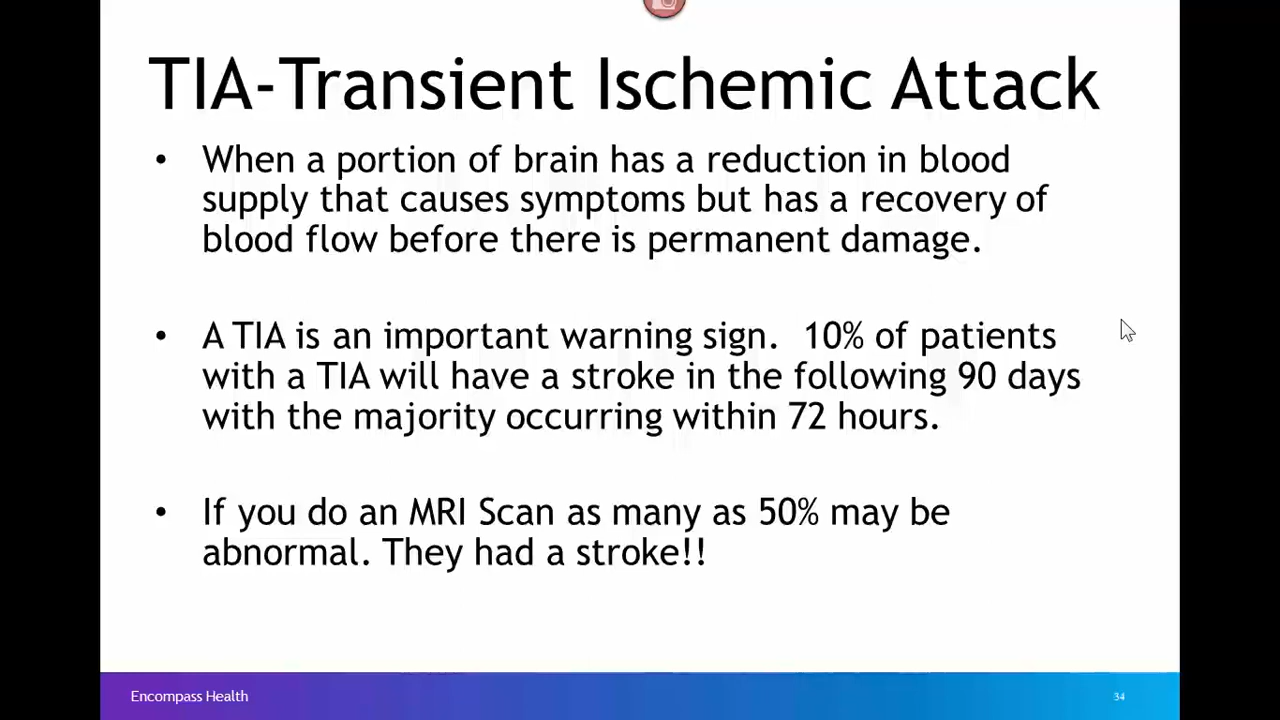 TIA-Transient Ischemic Attack
• When a portion of brain has a reduction in blood
supply that causes symptoms but has a recovery of
blood flow before there is permanent damage.
• A TIA is an important warning sign.  10% of patients
with a TIA will have a stroke in the following 90 days
with the majority occurring within 72 hours.
• If you do an MRI Scan as many as 50% may be
abnormal. They had a stroke!!
Encompass Health
34